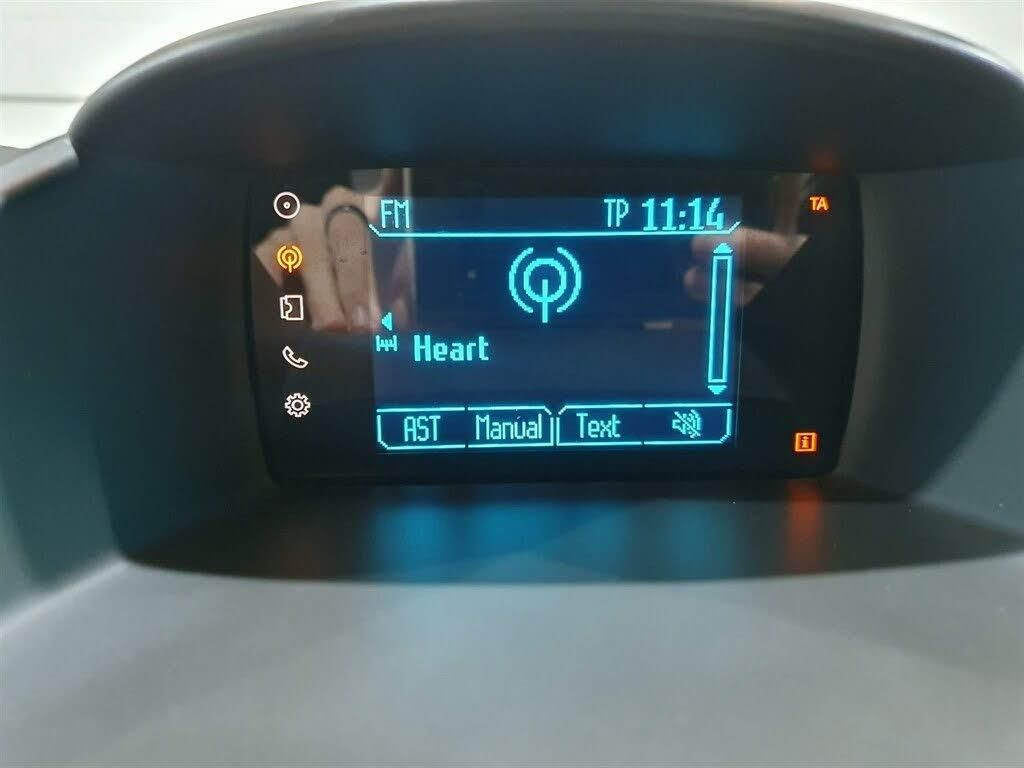 FM TP 11:14 TA
Heart
AST Manual Text
i